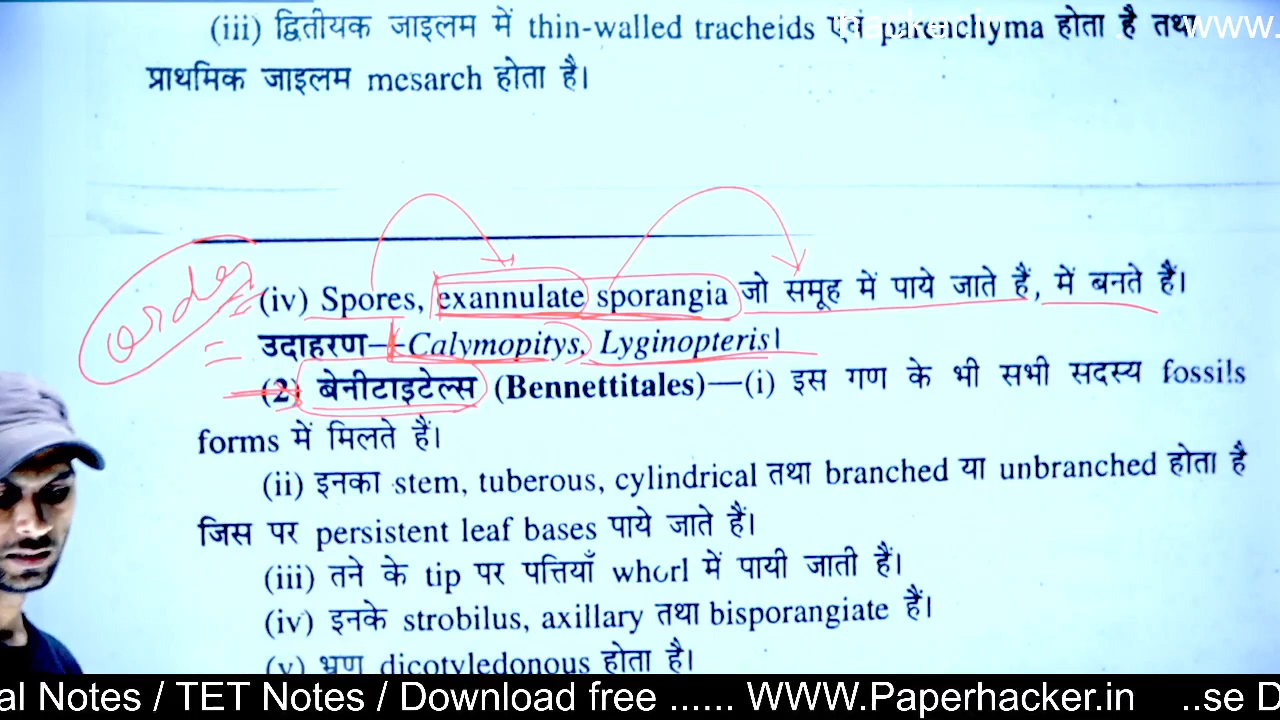 (iii) द्वितीयक जाइलम में thin-walled tracheids एवं parenchyma होता है तथा
www.
प्राथमिक जाइलम mesarch होता है।
order
(iv) Spores, exannulate sporangia जो समूह में पाये जाते हैं, में बनते हैं।
उदाहरण—Calymopitys, Lyginopteris।
(2) बेनीटाइटेल्स (Bennettitales)—(i) इस गण के भी सभी सदस्य fossils
forms में मिलते हैं।
(ii) इनका stem, tuberous, cylindrical तथा branched या unbranched होता है
जिस पर persistent leaf bases पाये जाते हैं।
(iii) तने के tip पर पत्तियाँ whorl में पायी जाती हैं।
(iv) इनके strobilus, axillary तथा bisporangiate हैं।
(v) भ्रूण dicotyledonous होता है।
al Notes / TET Notes / Download free ...... WWW.Paperhacker.in ..se D